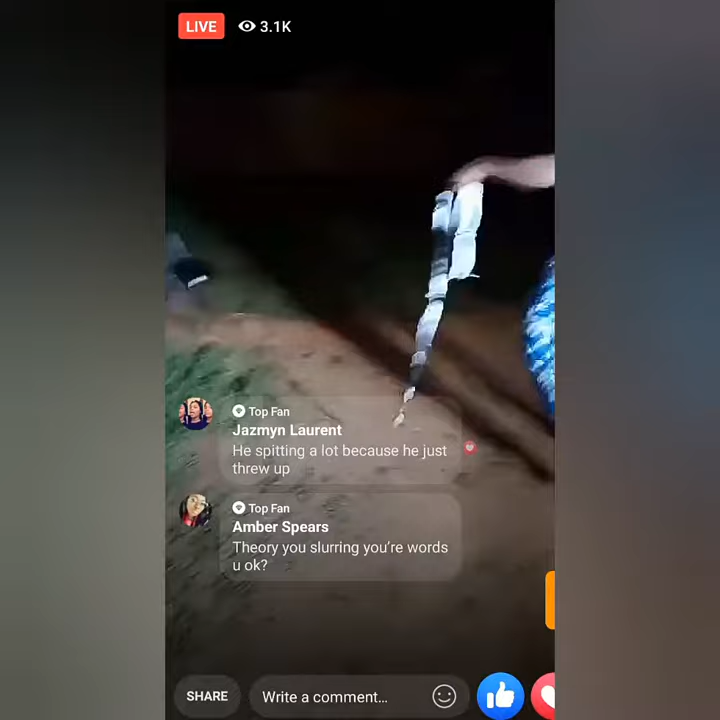 LIVE 3.1K
Top Fan
Jazmyn Laurent
He spitting a lot because he just
threw up
Top Fan
Amber Spears
Theory you slurring you're words
u ok?
SHARE Write a comment...